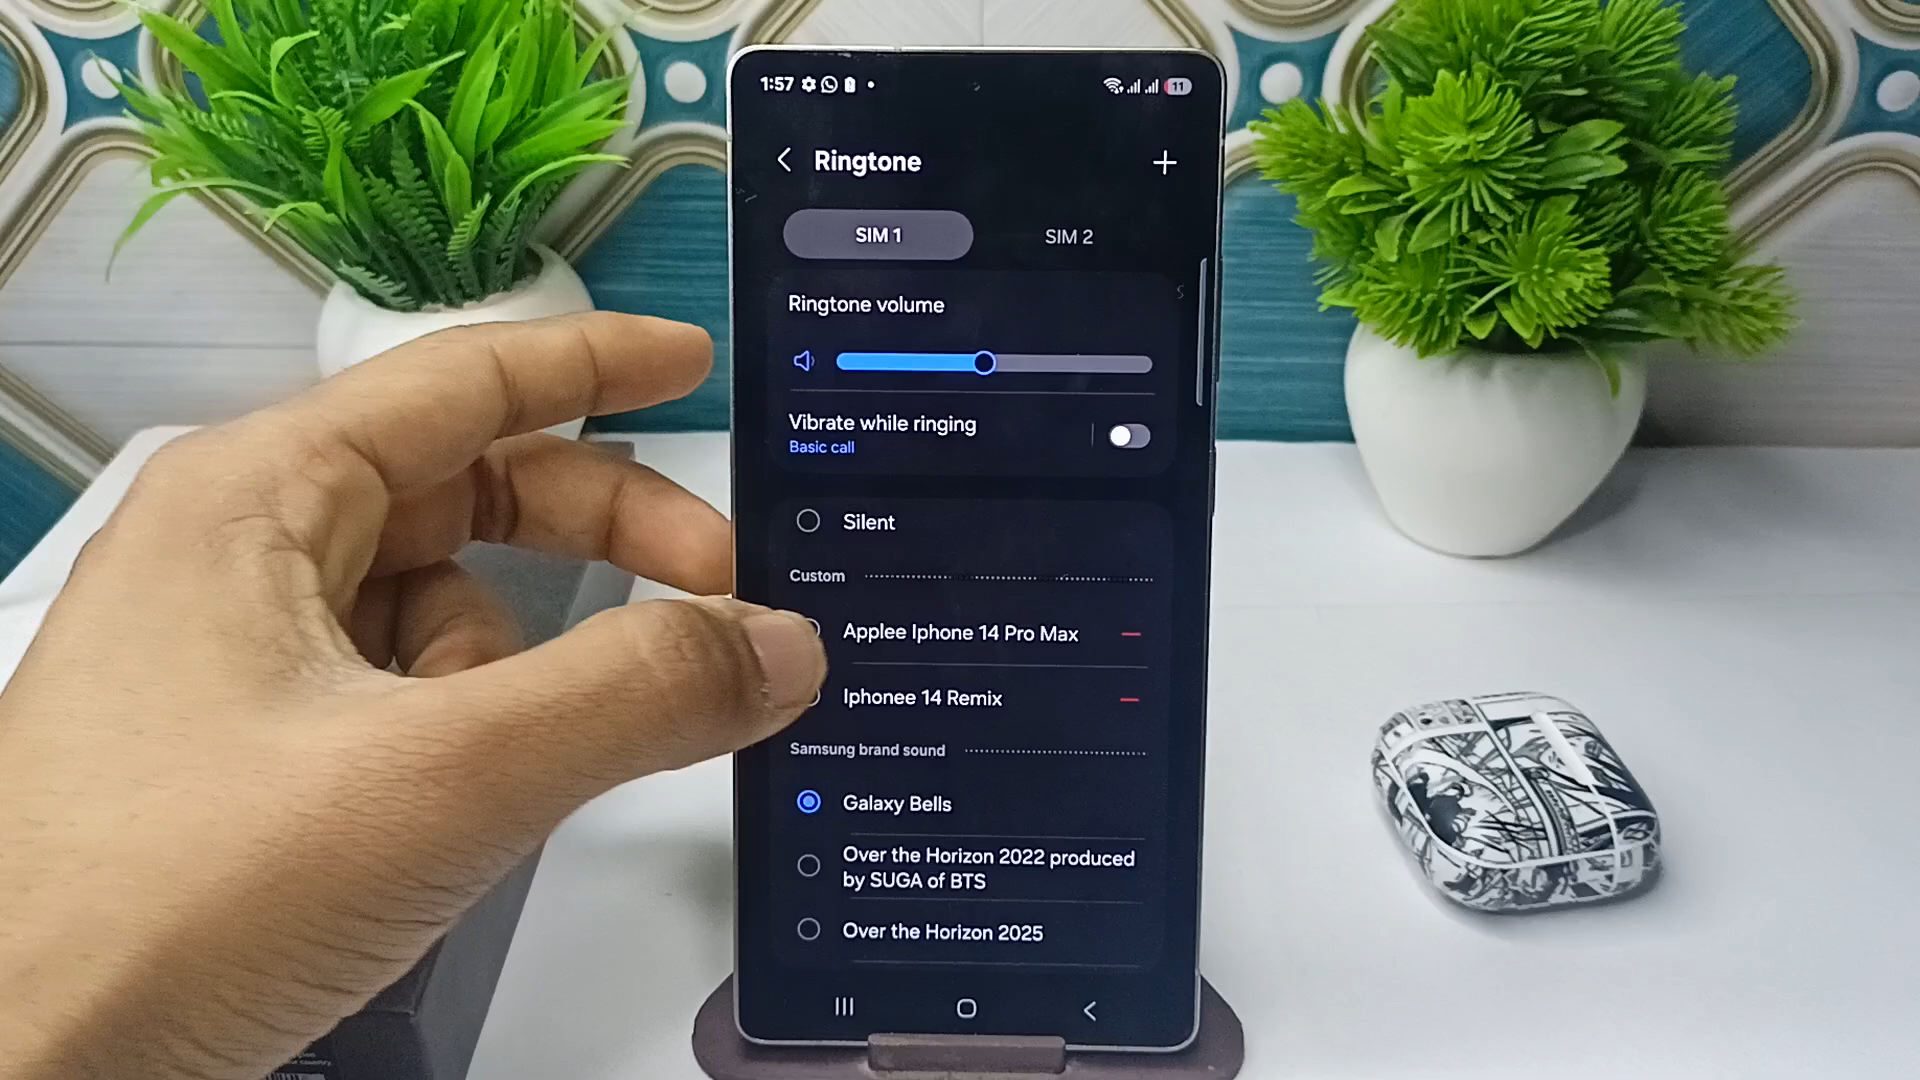 1:57
11
Ringtone
SIM 1
SIM 2
Ringtone volume
Vibrate while ringing
Basic call
Silent
Custom
Applee Iphone 14 Pro Max
Iphonee 14 Remix
Samsung brand sound
Galaxy Bells
Over the Horizon 2022 produced
by SUGA of BTS
Over the Horizon 2025